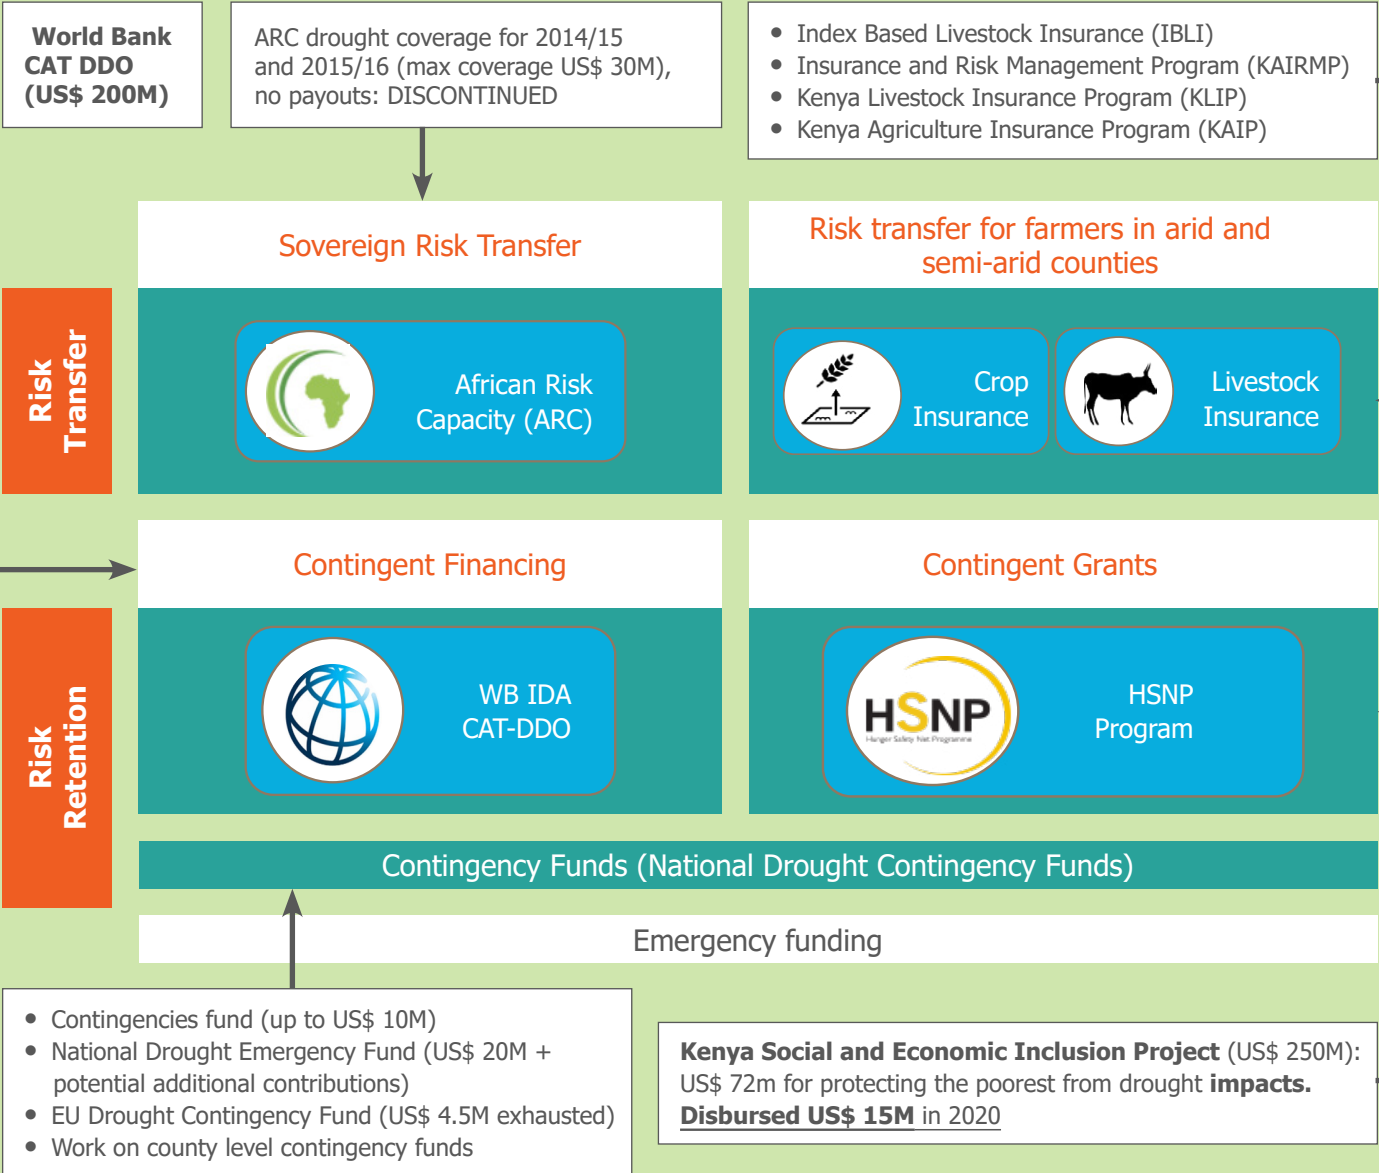 World Bank
CAT DDO
(US$ 200M)
ARC drought coverage for 2014/15
and 2015/16 (max coverage US$ 30M),
no payouts: DISCONTINUED
• Index Based Livestock Insurance (IBLI)
• Insurance and Risk Management Program (KAIRMP)
• Kenya Livestock Insurance Program (KLIP)
• Kenya Agriculture Insurance Program (KAIP)
Sovereign Risk Transfer
Risk transfer for farmers in arid and
semi-arid counties
Risk
Transfer
African Risk
Capacity (ARC)
Crop
Insurance
Livestock
Insurance
Contingent Financing
Contingent Grants
Risk
Retention
WB IDA
CAT-DDO
HSNP
Hunger Safety Net Programme
HSNP
Program
Contingency Funds (National Drought Contingency Funds)
Emergency funding
• Contingencies fund (up to US$ 10M)
• National Drought Emergency Fund (US$ 20M +
potential additional contributions)
• EU Drought Contingency Fund (US$ 4.5M exhausted)
• Work on county level contingency funds
Kenya Social and Economic Inclusion Project (US$ 250M):
US$ 72m for protecting the poorest from drought impacts.
Disbursed US$ 15M in 2020